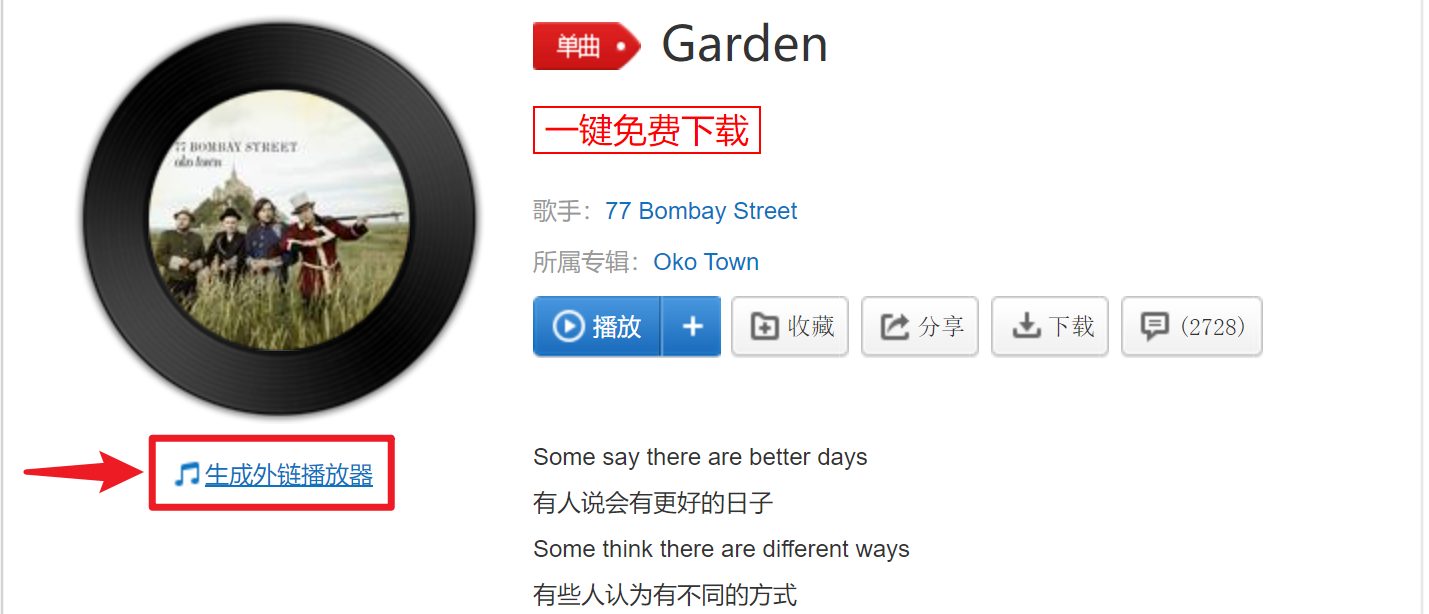 单曲 Garden
一键免费下载
77 BOMBAY STREET
oko town
歌手：77 Bombay Street
所属专辑：Oko Town
播放 + 收藏 分享 下载 (2728)
生成外链播放器
Some say there are better days
有人说会有更好的日子
Some think there are different ways
有些人认为有不同的方式